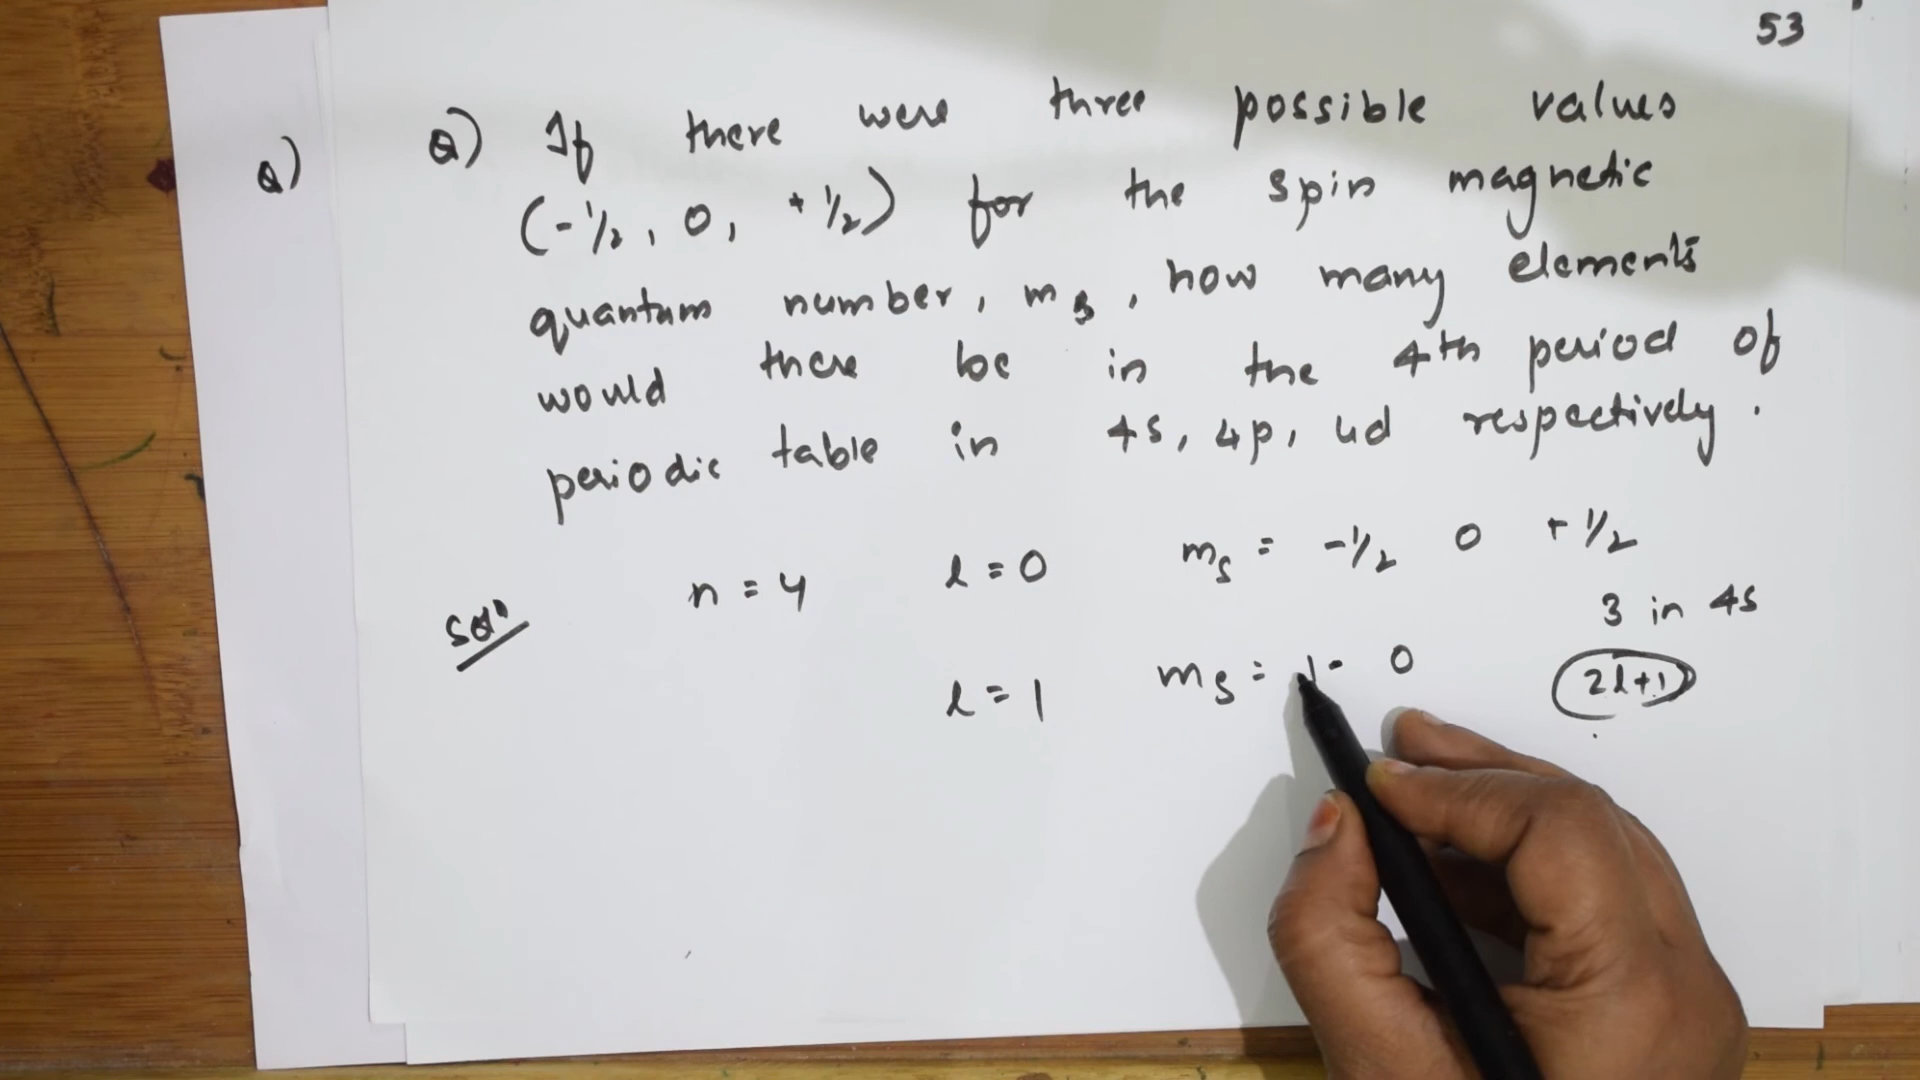 53
Q)
Q) If there were three possible values
(-1/2, 0, +1/2) for the spin magnetic
quantum number, ms, how many elements
would there be in the 4th period of
periodic table in 4s, 4p, 4d respectively.
Sol'n n = 4 l = 0 ms = -1/2 0 +1/2
3 in 4s
l = 1 ms = 1- 0 2l+1